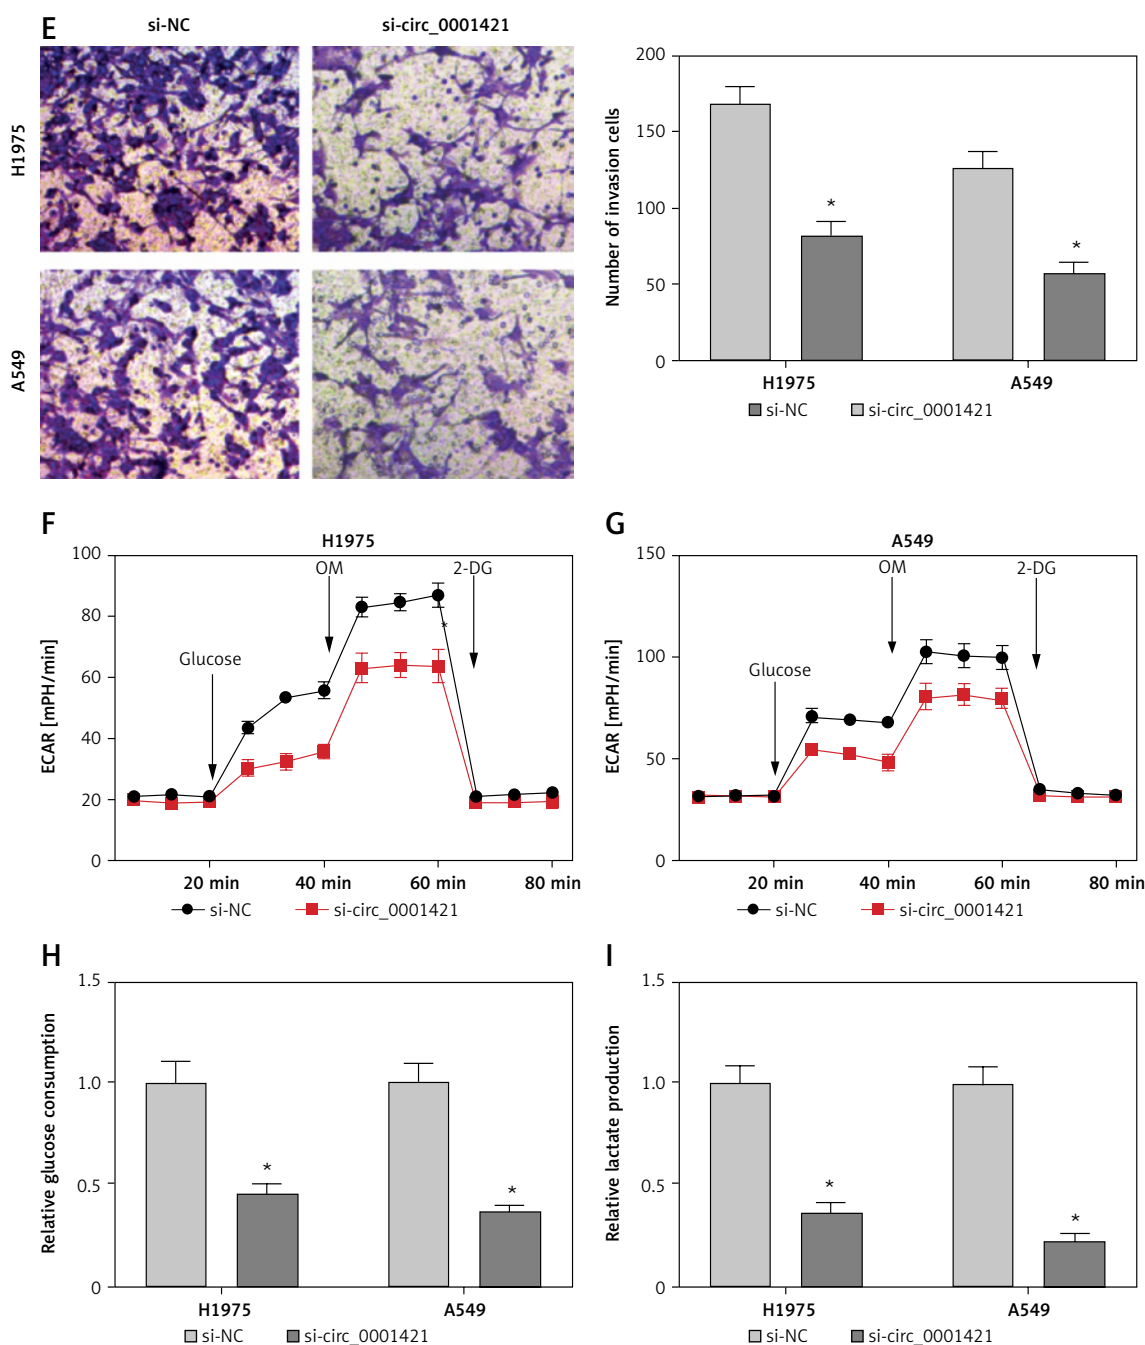 E
si-NC
si-circ_0001421
H1975
A549
Number of invasion cells
200
150
100
50
0
*
*
H1975
A549
si-NC
si-circ_0001421
F
H1975
ECAR [mPH/min]
100
80
60
40
20
0
Glucose
OM
2-DG
*
20 min
40 min
60 min
80 min
si-NC
si-circ_0001421
G
A549
ECAR [mPH/min]
150
100
50
0
Glucose
OM
2-DG
20 min
40 min
60 min
80 min
si-NC
si-circ_0001421
H
Relative glucose consumption
1.5
1.0
0.5
0
*
*
H1975
A549
si-NC
si-circ_0001421
I
Relative lactate production
1.5
1.0
0.5
0
*
*
H1975
A549
si-NC
si-circ_0001421